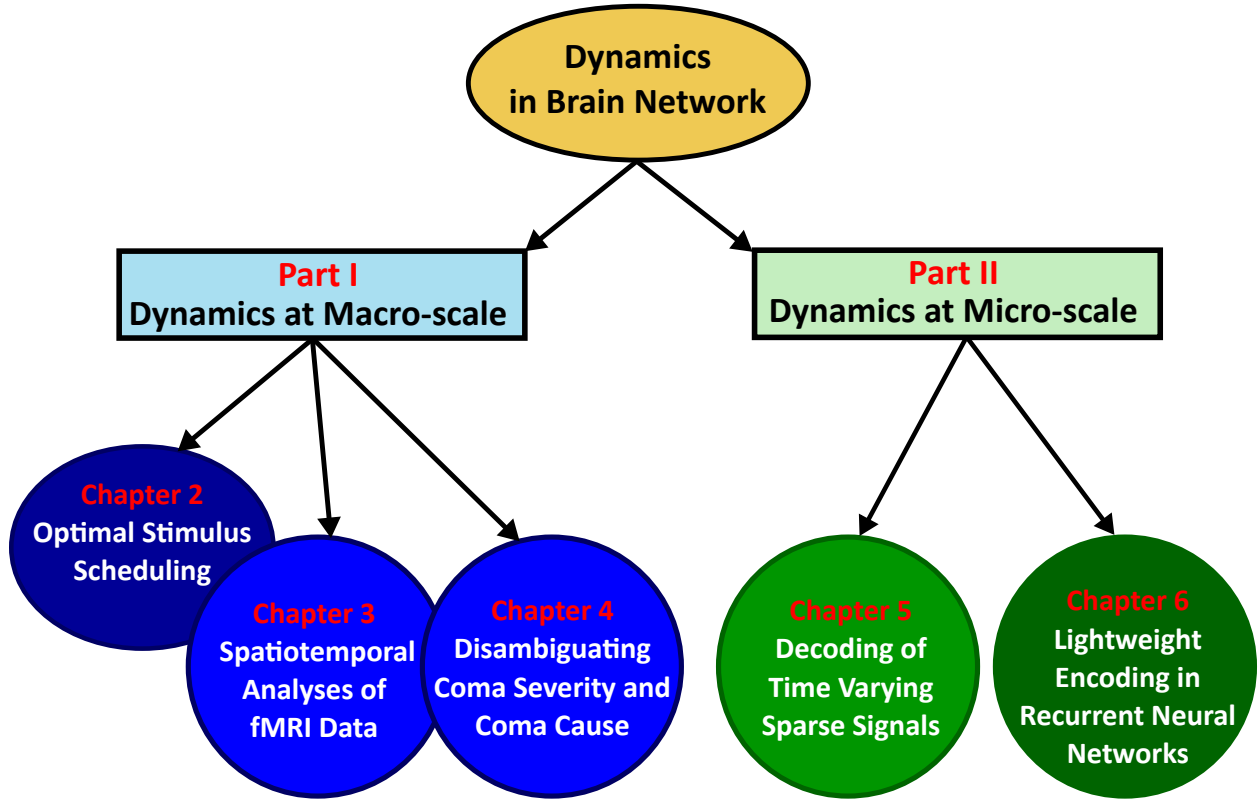 Dynamics
in Brain Network
Part I
Dynamics at Macro-scale
Part II
Dynamics at Micro-scale
Chapter 2
Optimal Stimulus
Scheduling
Chapter 3
Spatiotemporal
Analyses of
fMRI Data
Chapter 4
Disambiguating
Coma Severity and
Coma Cause
Chapter 5
Decoding of
Time Varying
Sparse Signals
Chapter 6
Lightweight
Encoding in
Recurrent Neural
Networks